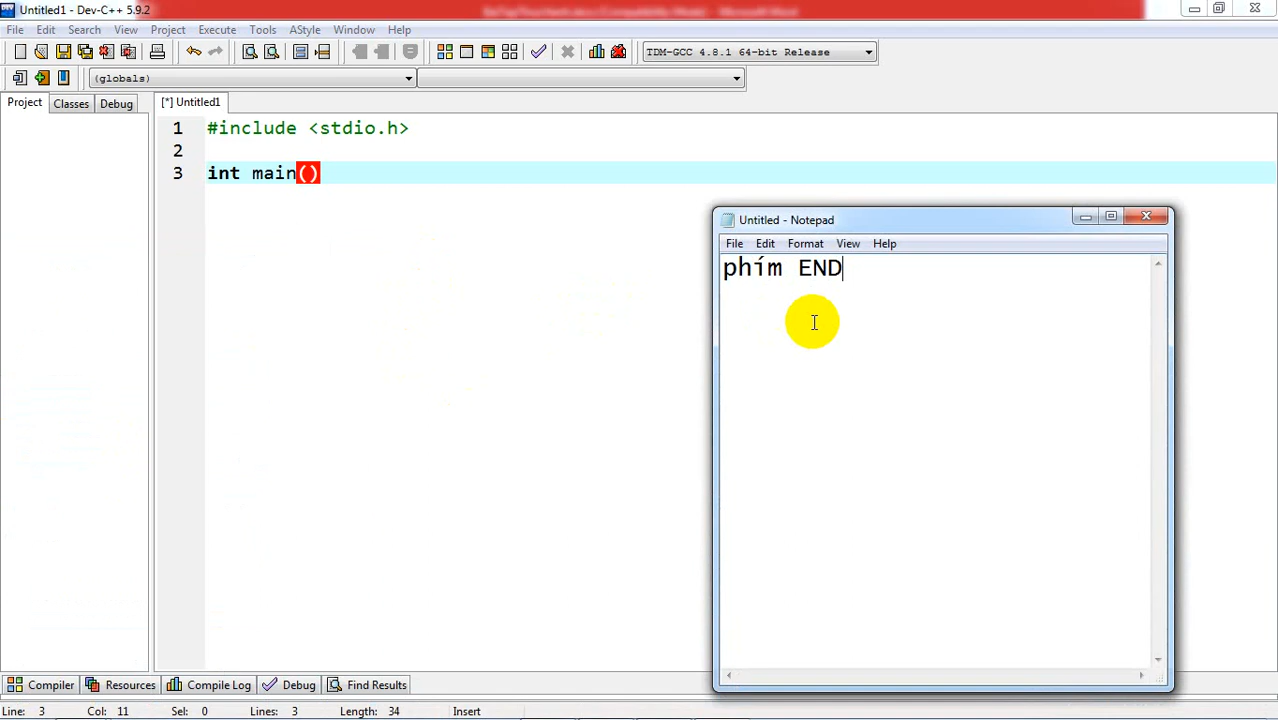 Untitled1 - Dev-C++ 5.9.2
File Edit Search View Project Execute Tools AStyle Window Help
TDM-GCC 4.8.1 64-bit Release
(globals)
Project Classes Debug
[*] Untitled1
1 #include <stdio.h>
2
3 int main()
Untitled - Notepad
File Edit Format View Help
phím END
Compiler Resources Compile Log Debug Find Results
Line: 3 Col: 11 Sel: 0 Lines: 3 Length: 34 Insert